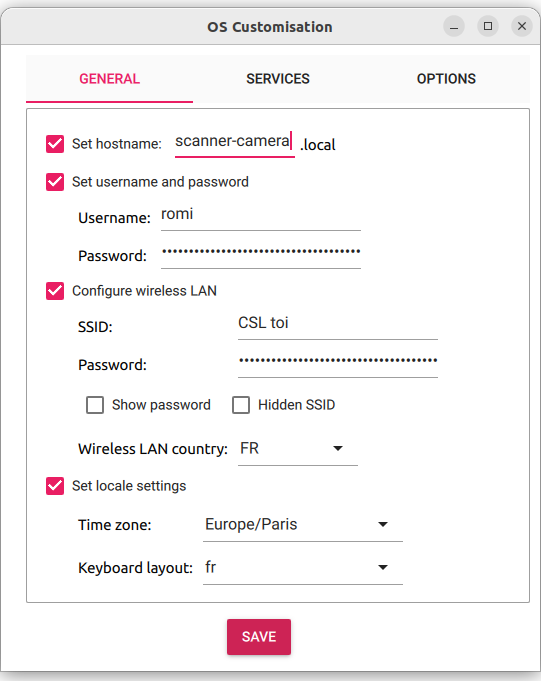 OS Customisation
GENERAL SERVICES OPTIONS
Set hostname: scanner-camera .local
Set username and password
Username: romi
Password: •••••••••••••••••••••••••••••••••••••
Configure wireless LAN
SSID: CSL toi
Password: •••••••••••••••••••••••••••••••••••••
Show password Hidden SSID
Wireless LAN country: FR
Set locale settings
Time zone: Europe/Paris
Keyboard layout: fr
SAVE